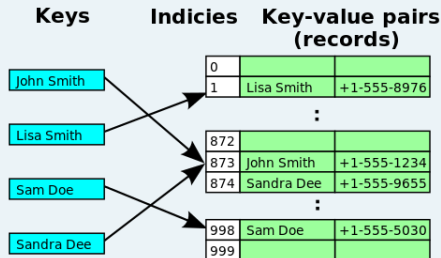 Keys Indicies Key-value pairs
(records)
John Smith
Lisa Smith
Sam Doe
Sandra Dee
0
1 Lisa Smith +1-555-8976
:
872
873 John Smith +1-555-1234
874 Sandra Dee +1-555-9655
:
998 Sam Doe +1-555-5030
999